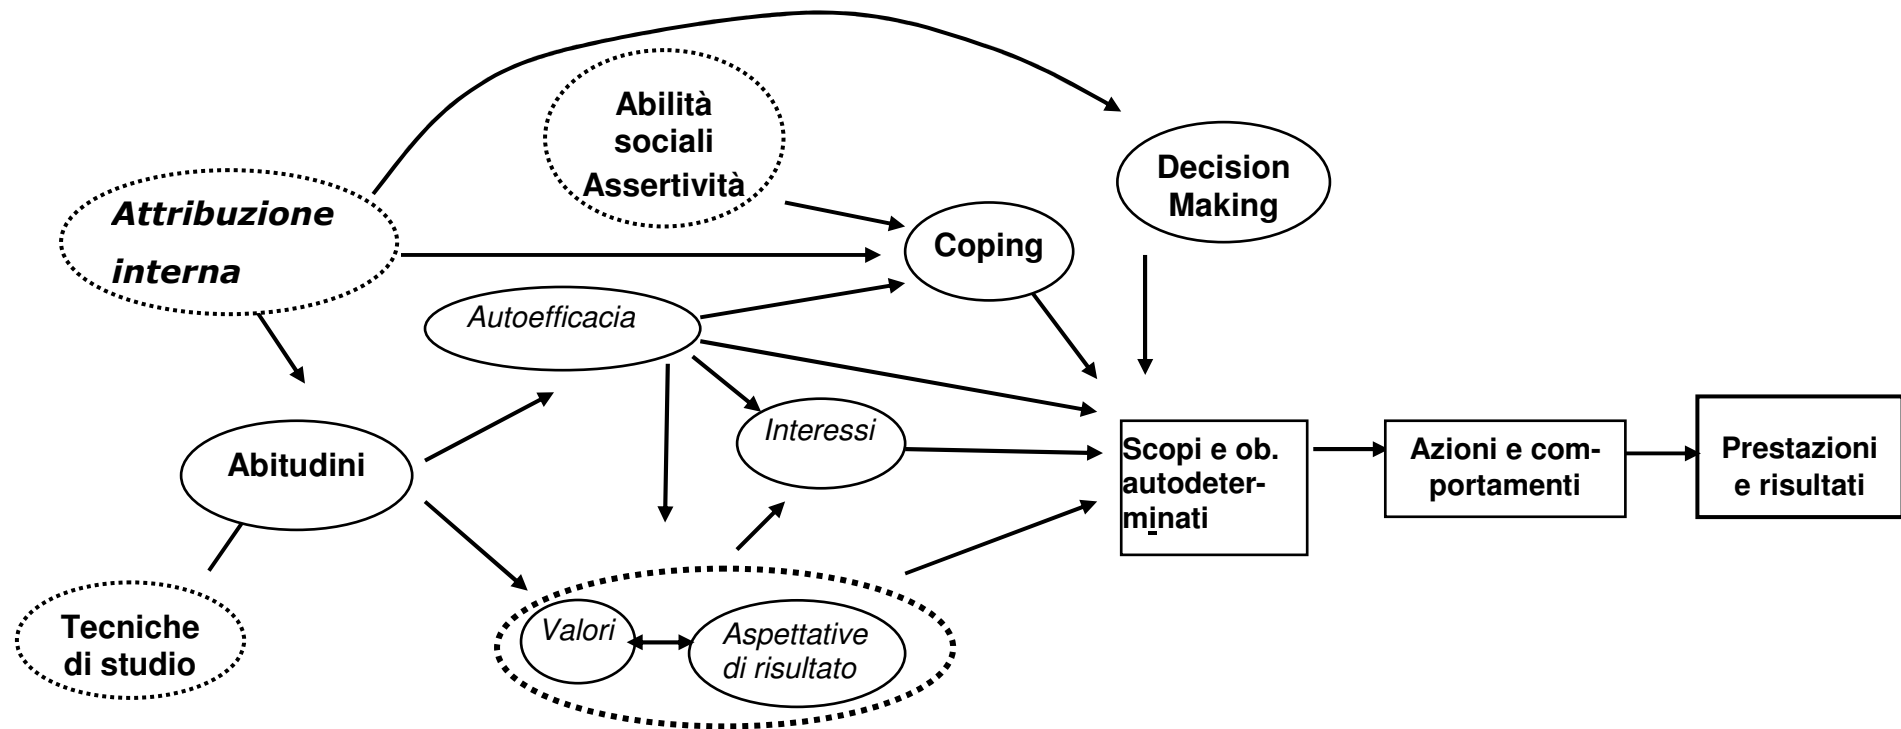 Abilità
sociali
Assertività
Decision
Making
Attribuzione
interna
Coping
Autoefficacia
Interessi
Abitudini
Scopi e ob.
autodeter-
minati
Azioni e com-
portamenti
Prestazioni
e risultati
Tecniche
di studio
Valori
Aspettative
di risultato